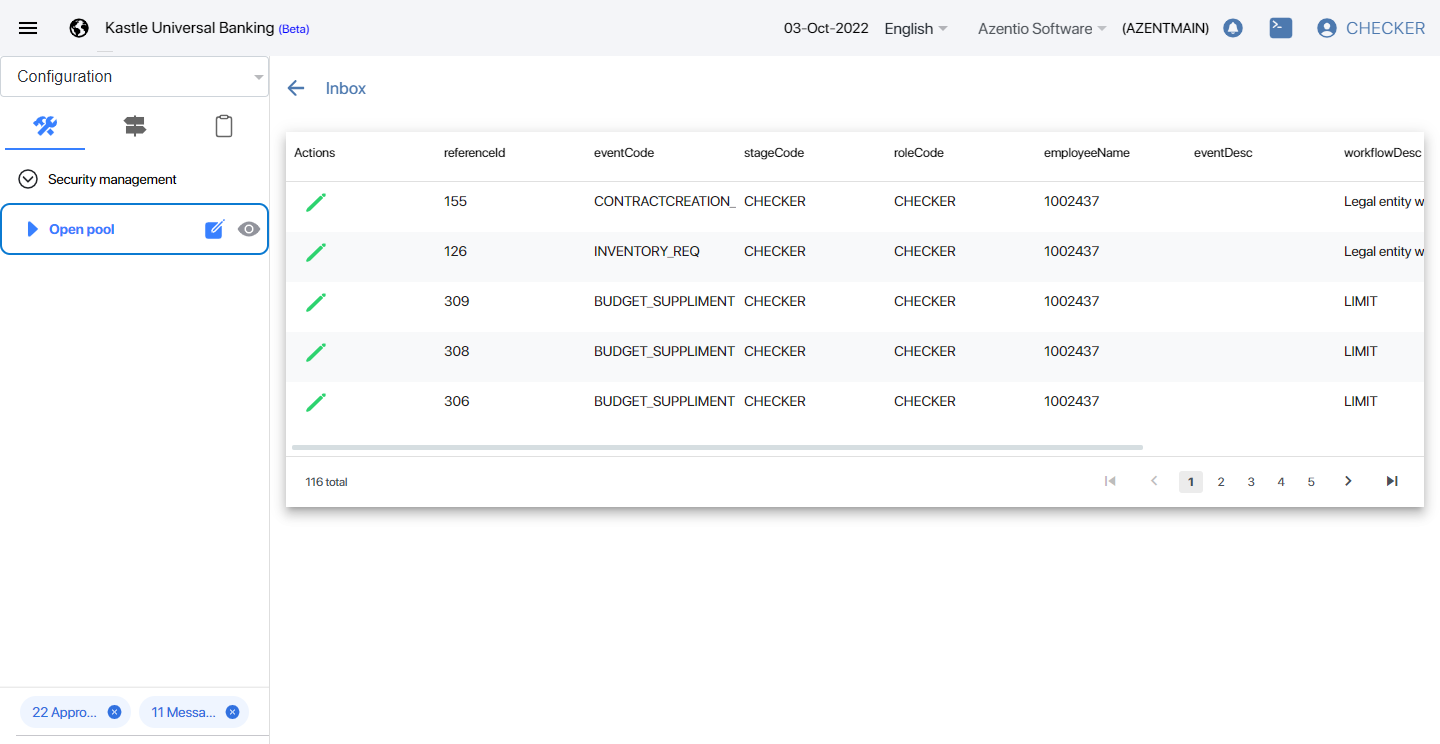 Kastle Universal Banking (Beta) 03-Oct-2022 English Azentio Software (AZENTMAIN) CHECKER
Configuration
Security management
Open pool
22 Appro... 11 Messa...
Inbox
Actions referenceId eventCode stageCode roleCode employeeName eventDesc workflowDesc
155 CONTRACTCREATION_ CHECKER CHECKER 1002437 Legal entity w
126 INVENTORY_REQ CHECKER CHECKER 1002437 Legal entity w
309 BUDGET_SUPPLIMENT CHECKER CHECKER 1002437 LIMIT
308 BUDGET_SUPPLIMENT CHECKER CHECKER 1002437 LIMIT
306 BUDGET_SUPPLIMENT CHECKER CHECKER 1002437 LIMIT
116 total 1 2 3 4 5